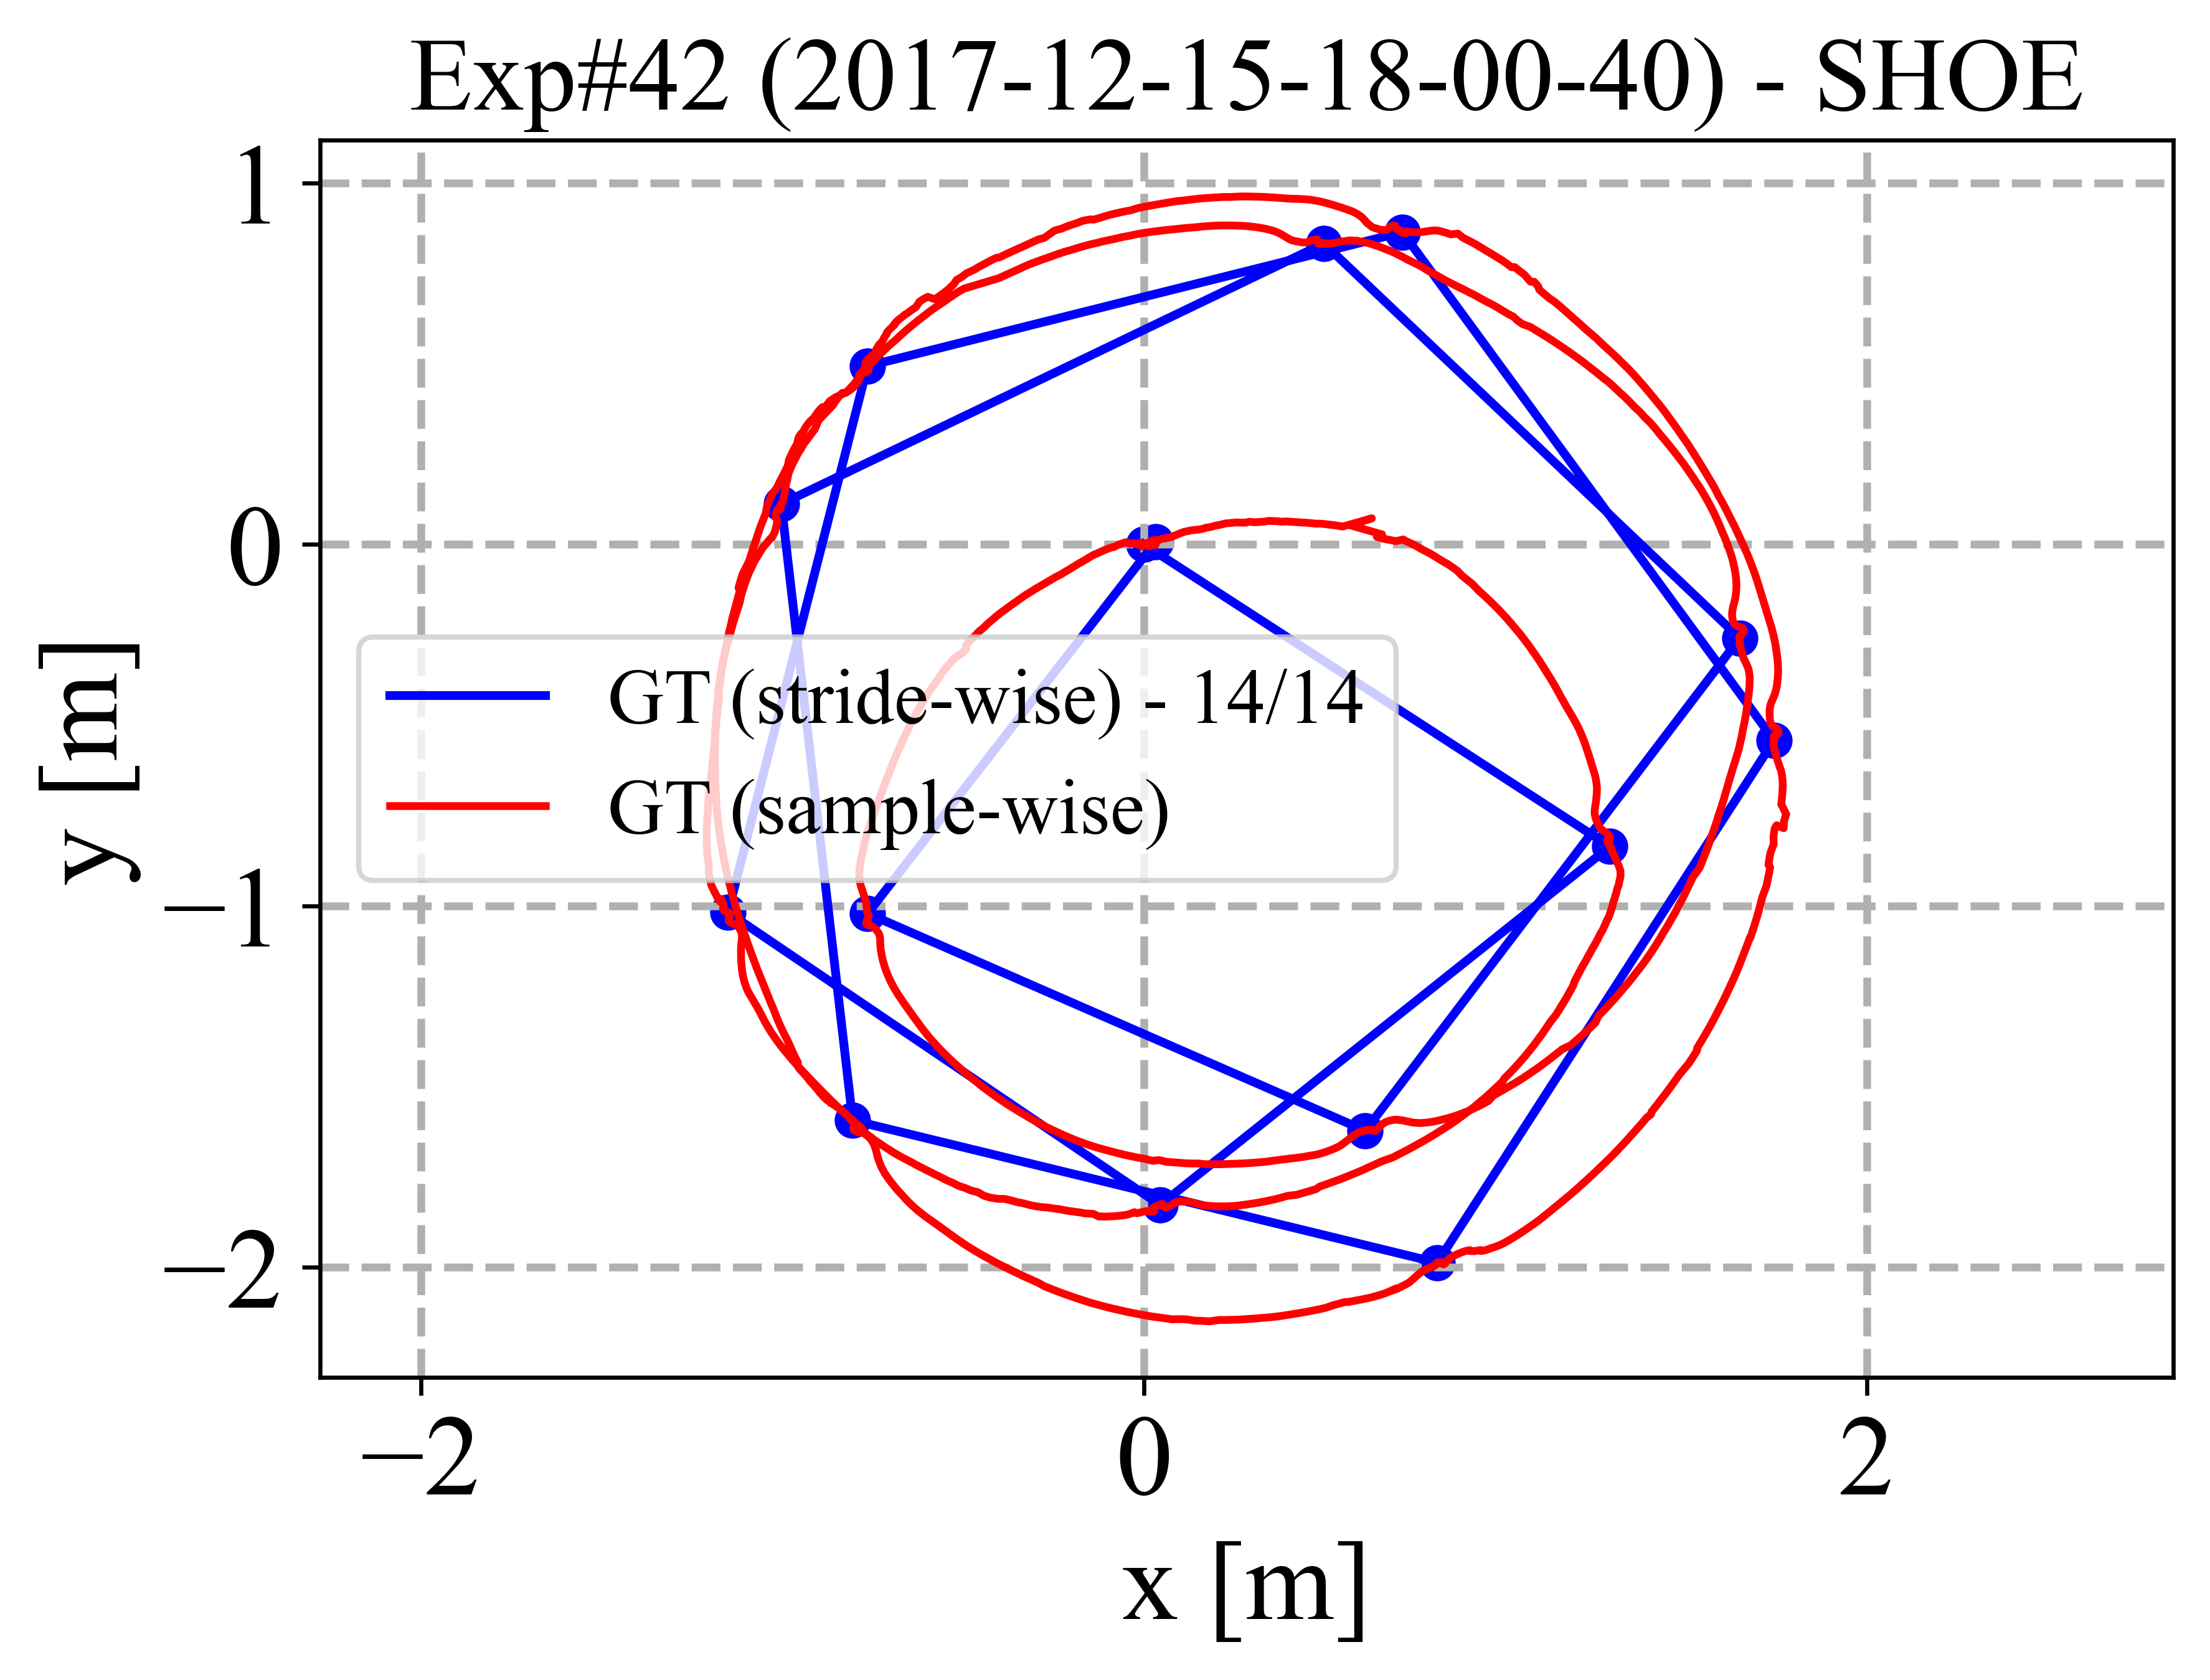 Exp#42 (2017-12-15-18-00-40) - SHOE
1
0
−1
−2
y [m]
GT (stride-wise) - 14/14
GT (sample-wise)
−2 0 2
x [m]